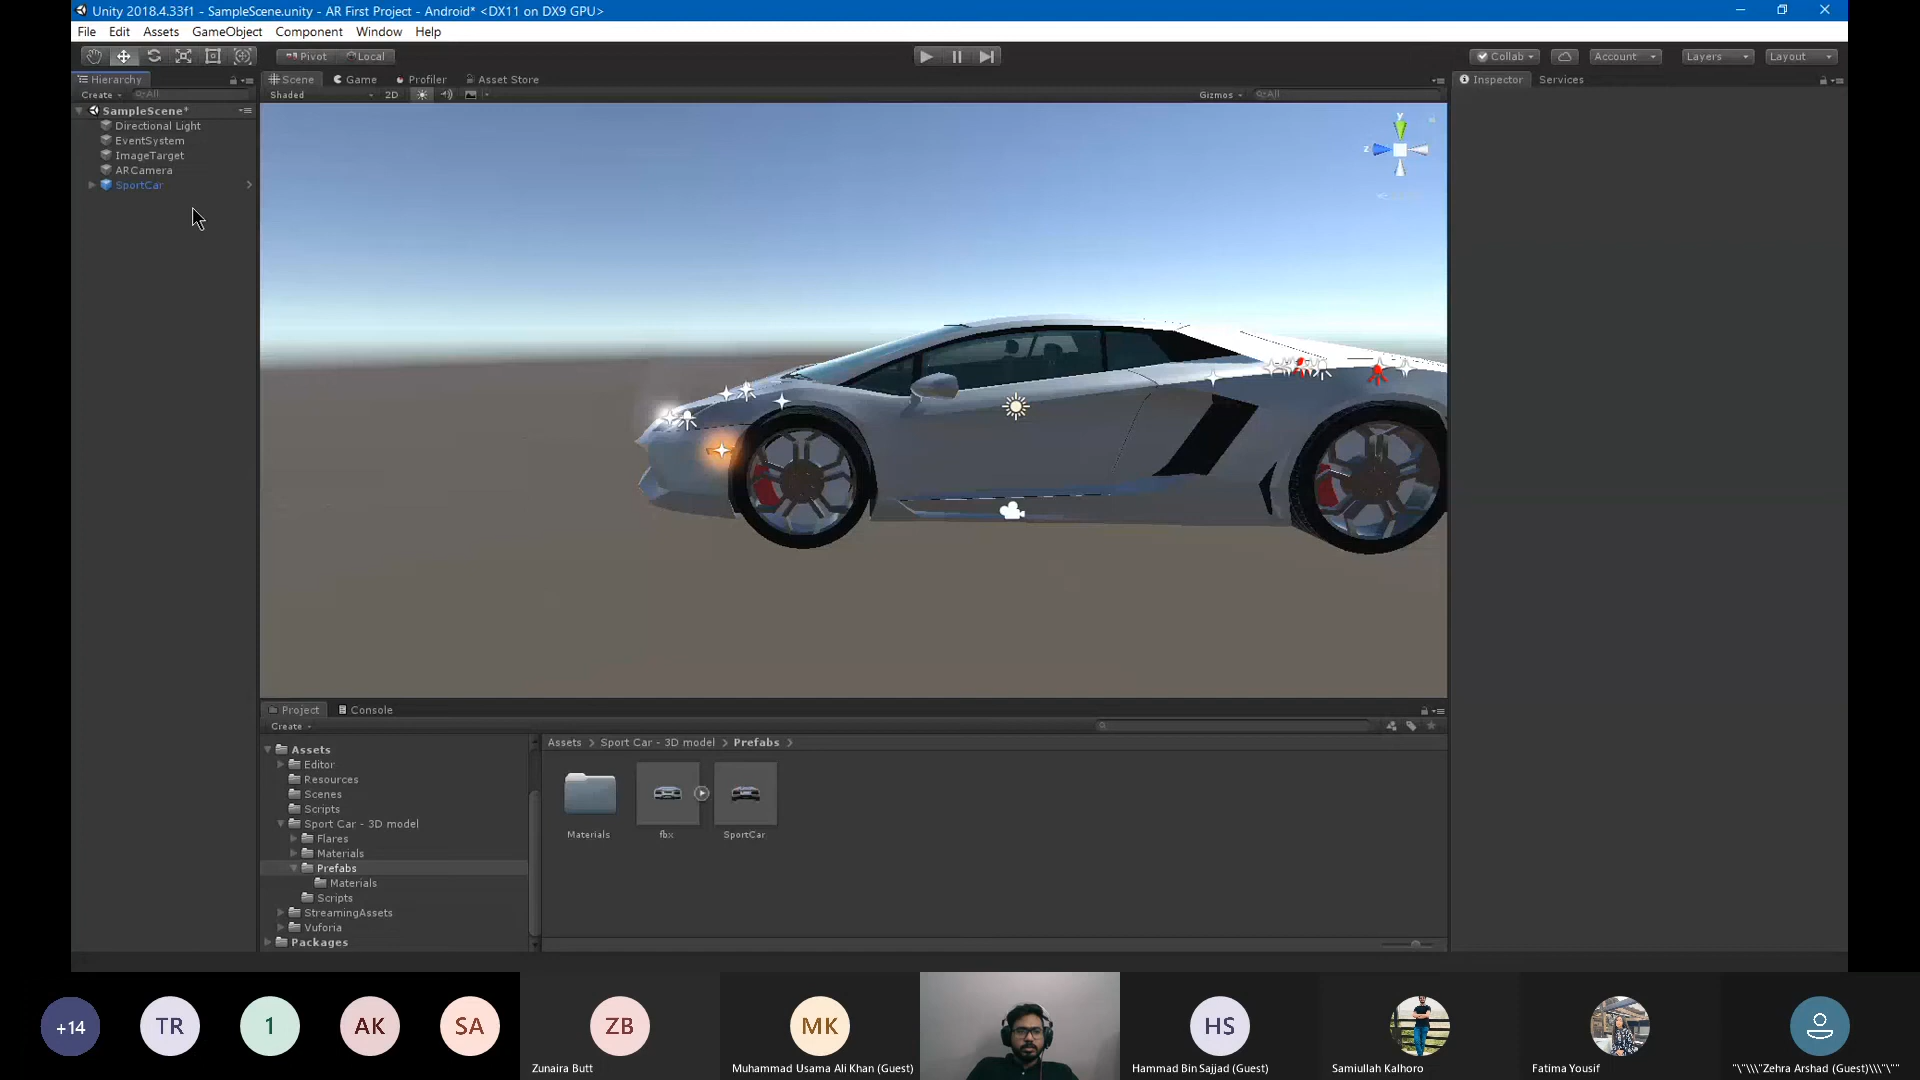 Unity 2018.4.33f1 - SampleScene.unity - AR First Project - Android* <DX11 on DX9 GPU>
File Edit Assets GameObject Component Window Help
Pivot Local Collab Account Layers Layout
Hierarchy Scene Game Profiler Asset Store Inspector Services
Create All Shaded 2D Gizmos All
SampleScene*
Directional Light
EventSystem
ImageTarget
ARCamera
SportCar
y
z
Project Console
Create
Assets
Editor
Resources
Scenes
Scripts
Sport Car - 3D model
Flares
Materials
Prefabs
Materials
Scripts
StreamingAssets
Vuforia
Packages
Assets > Sport Car - 3D model > Prefabs >
Materials fbx SportCar
+14 TR 1 AK SA ZB MK HS
Zunaira Butt Muhammad Usama Ali Khan (Guest) Hammad Bin Sajjad (Guest) Samiullah Kalhoro Fatima Yousif "\"\\\"Zehra Arshad (Guest)\\\"\""